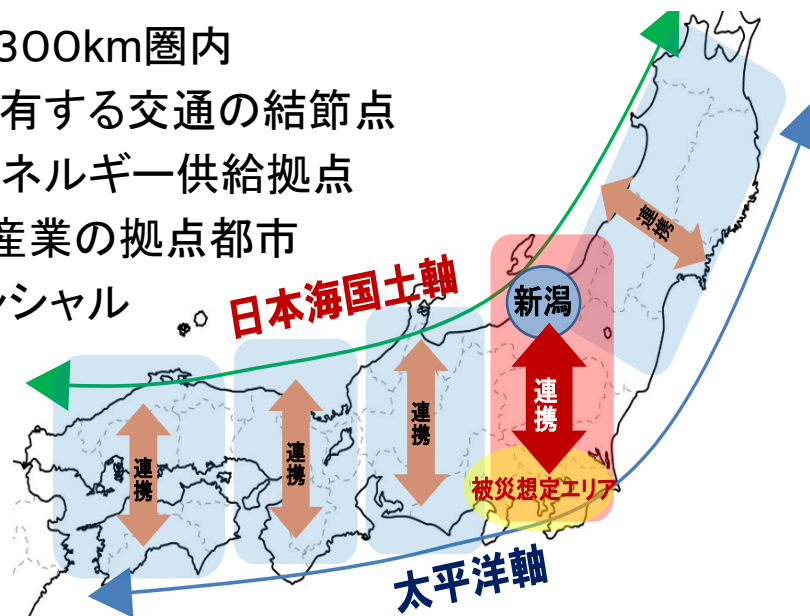 300km圏内
有する交通の結節点
ネルギー供給拠点
産業の拠点都市
シャル
日本海国土軸
新潟
連携
連携
連携
連携
連携
被災想定エリア
太平洋軸